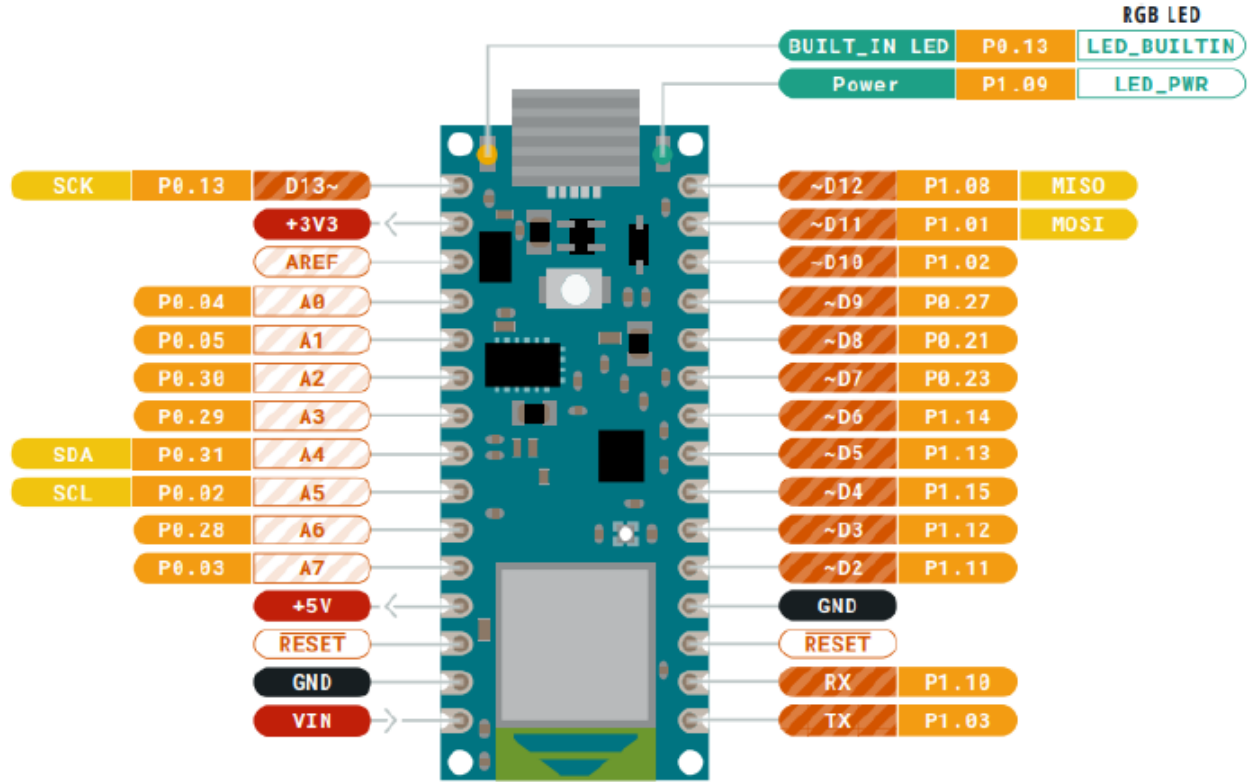 RGB LED
BUILT_IN LED P0.13 LED_BUILTIN
Power P1.09 LED_PWR
SCK P0.13 D13~ ~D12 P1.08 MISO
+3V3 ~D11 P1.01 MOSI
AREF ~D10 P1.02
P0.04 A0 ~D9 P0.27
P0.05 A1 ~D8 P0.21
P0.30 A2 ~D7 P0.23
P0.29 A3 ~D6 P1.14
SDA P0.31 A4 ~D5 P1.13
SCL P0.02 A5 ~D4 P1.15
P0.28 A6 ~D3 P1.12
P0.03 A7 ~D2 P1.11
+5V GND
RESET RESET
GND RX P1.10
VIN TX P1.03